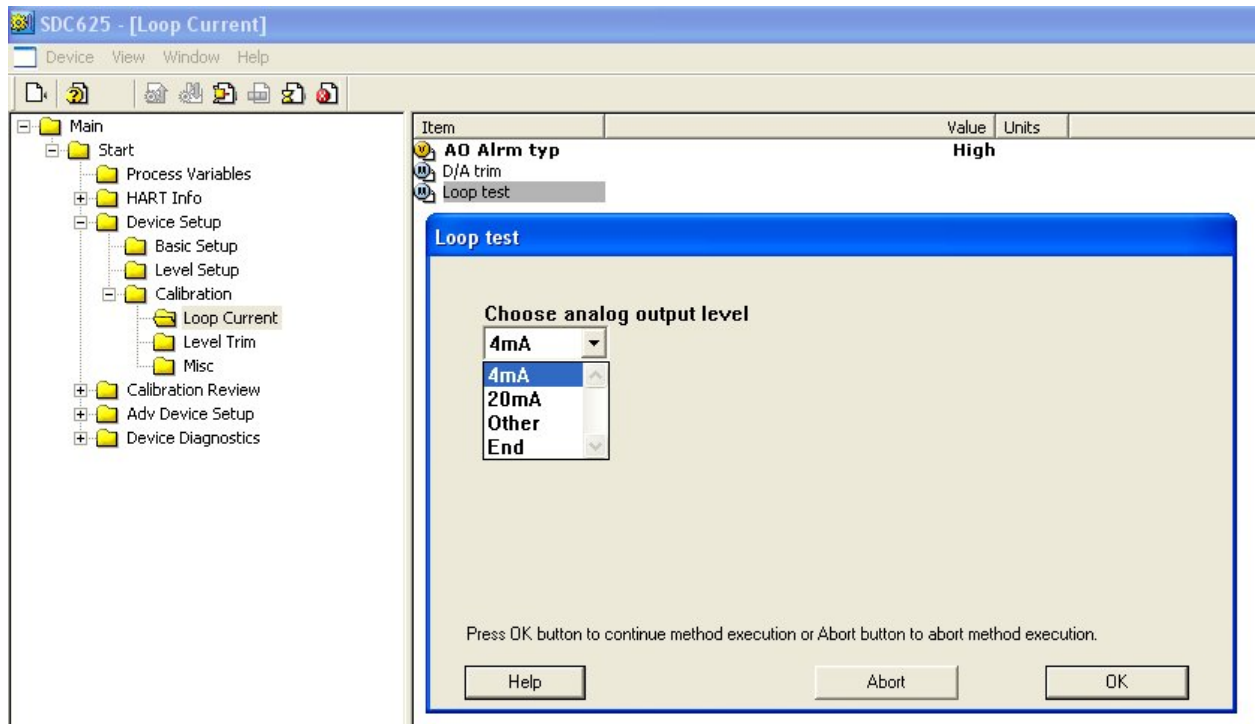 SDC625 - [Loop Current]
Device View Window Help
Main
Start
Process Variables
HART Info
Device Setup
Basic Setup
Level Setup
Calibration
Loop Current
Level Trim
Misc
Calibration Review
Adv Device Setup
Device Diagnostics
Item Value Units
AO Alrm typ High
D/A trim
Loop test
Loop test
Choose analog output level
4mA
4mA
20mA
Other
End
Press OK button to continue method execution or Abort button to abort method execution.
Help Abort OK